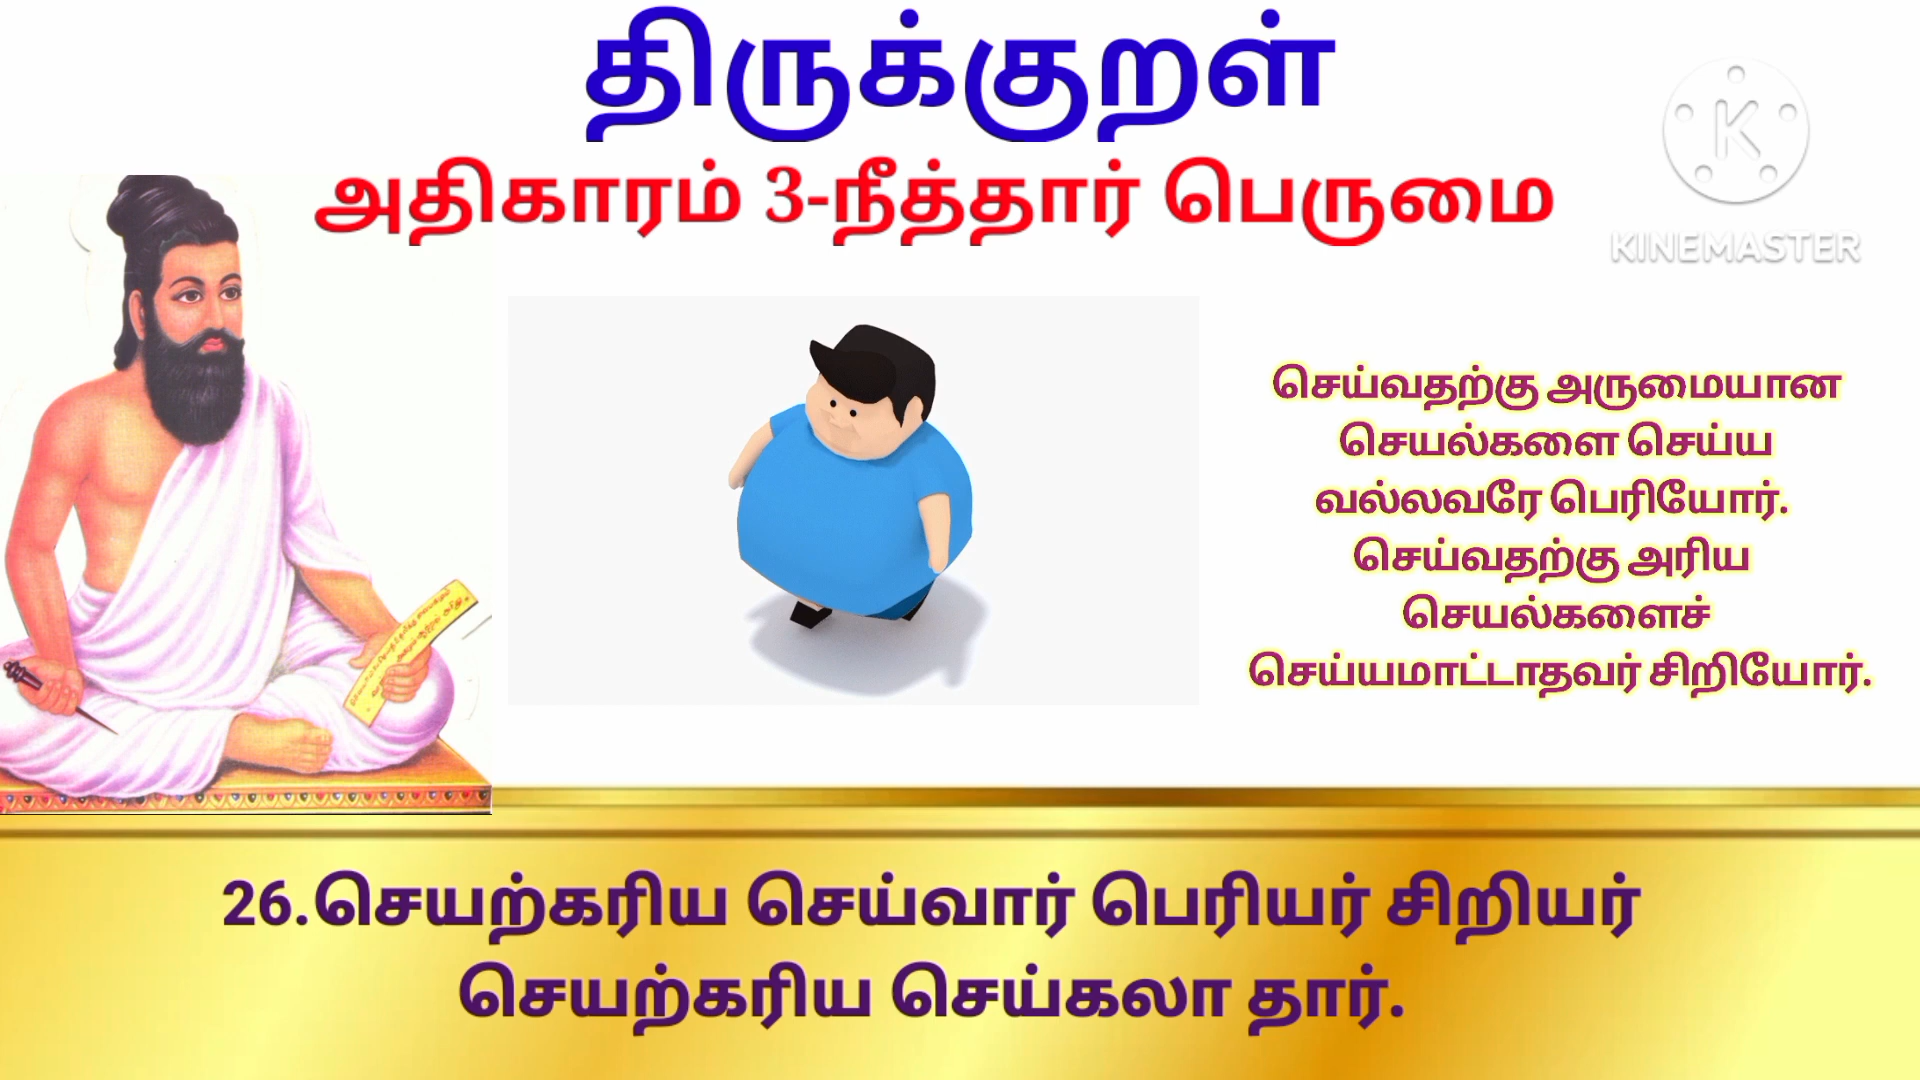 திருக்குறள்
அதிகாரம் 3-நீத்தார் பெருமை
KINEMASTER
செய்வதற்கு அருமையான
செயல்களை செய்ய
வல்லவரே பெரியோர்.
செய்வதற்கு அரிய
செயல்களைச்
செய்யமாட்டாதவர் சிறியோர்.
26.செயற்கரிய செய்வார் பெரியர் சிறியர்
செயற்கரிய செய்கலா தார்.